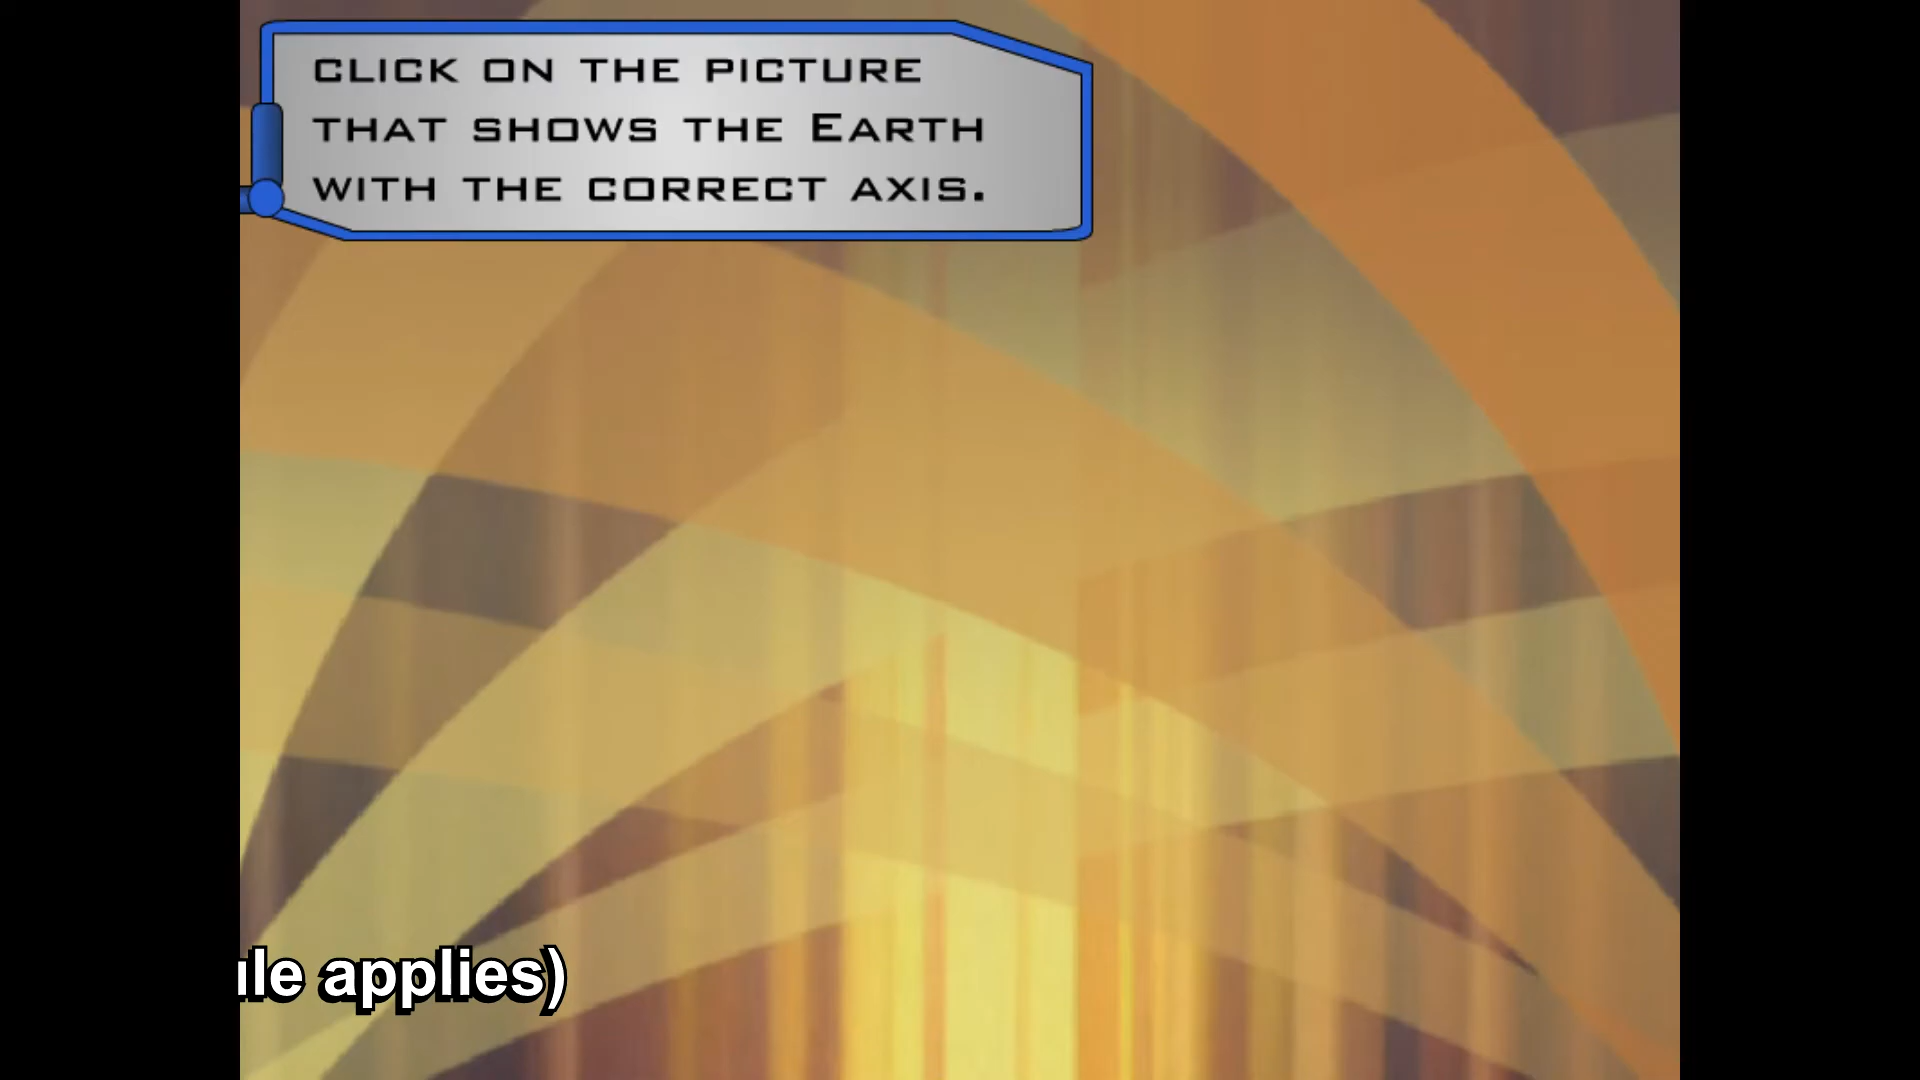 CLICK ON THE PICTURE
THAT SHOWS THE EARTH
WITH THE CORRECT AXIS.
applies)